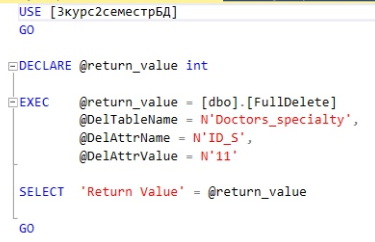 USE [3курс2семестрБД]
GO
DECLARE @return_value int
EXEC @return_value = [dbo].[FullDelete]
@DelTableName = N'Doctors_specialty',
@DelAttrName = N'ID_S',
@DelAttrValue = N'11'
SELECT 'Return Value' = @return_value
GO